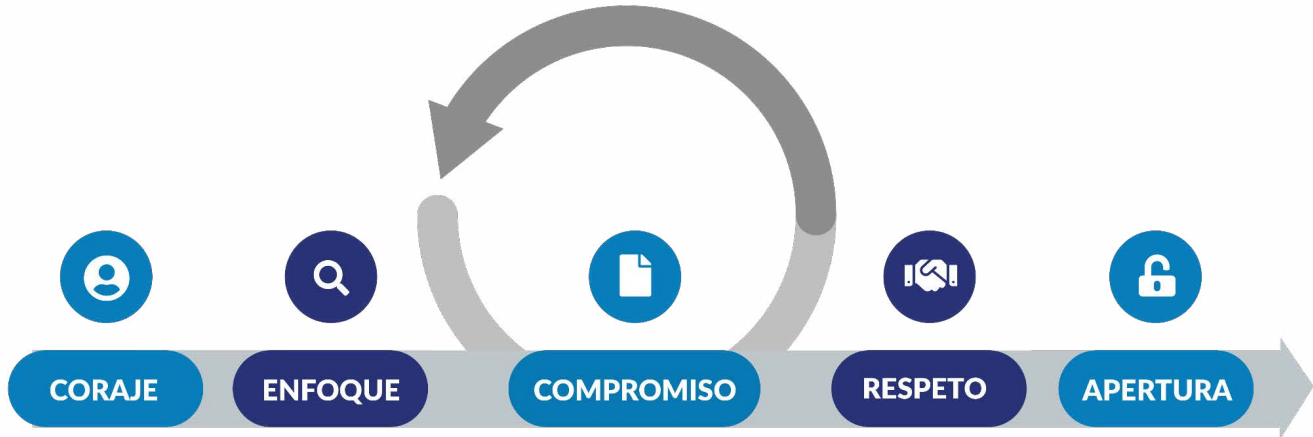 CORAJE
ENFOQUE
COMPROMISO
RESPETO
APERTURA